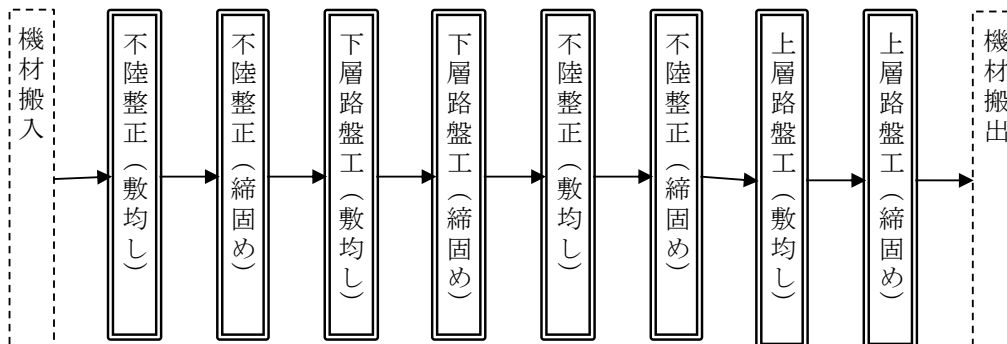 機材搬入
不陸整正（敷均し）
不陸整正（締固め）
下層路盤工（敷均し）
下層路盤工（締固め）
不陸整正（敷均し）
不陸整正（締固め）
上層路盤工（敷均し）
上層路盤工（締固め）
機材搬出